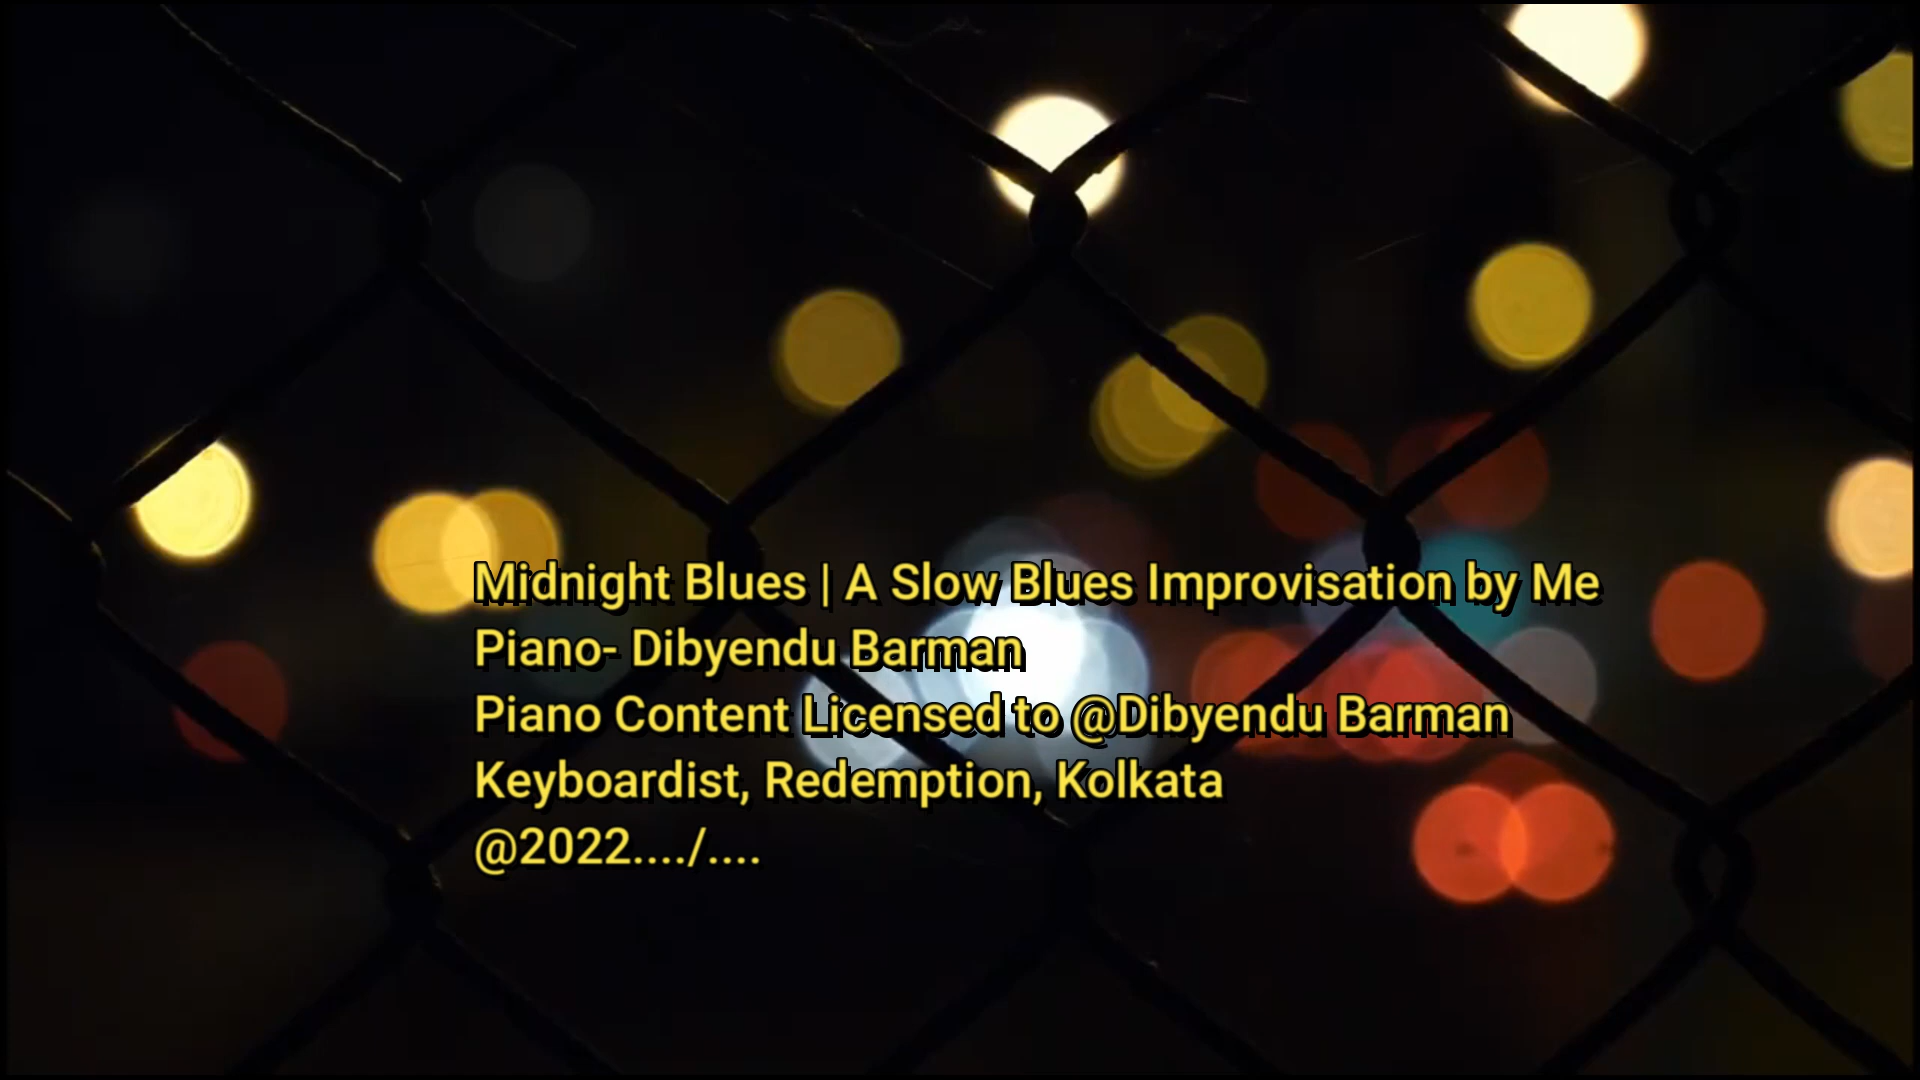 Midnight Blues | A Slow Blues Improvisation by Me
Piano- Dibyendu Barman
Piano Content Licensed to @Dibyendu Barman
Keyboardist, Redemption, Kolkata
@2022..../....